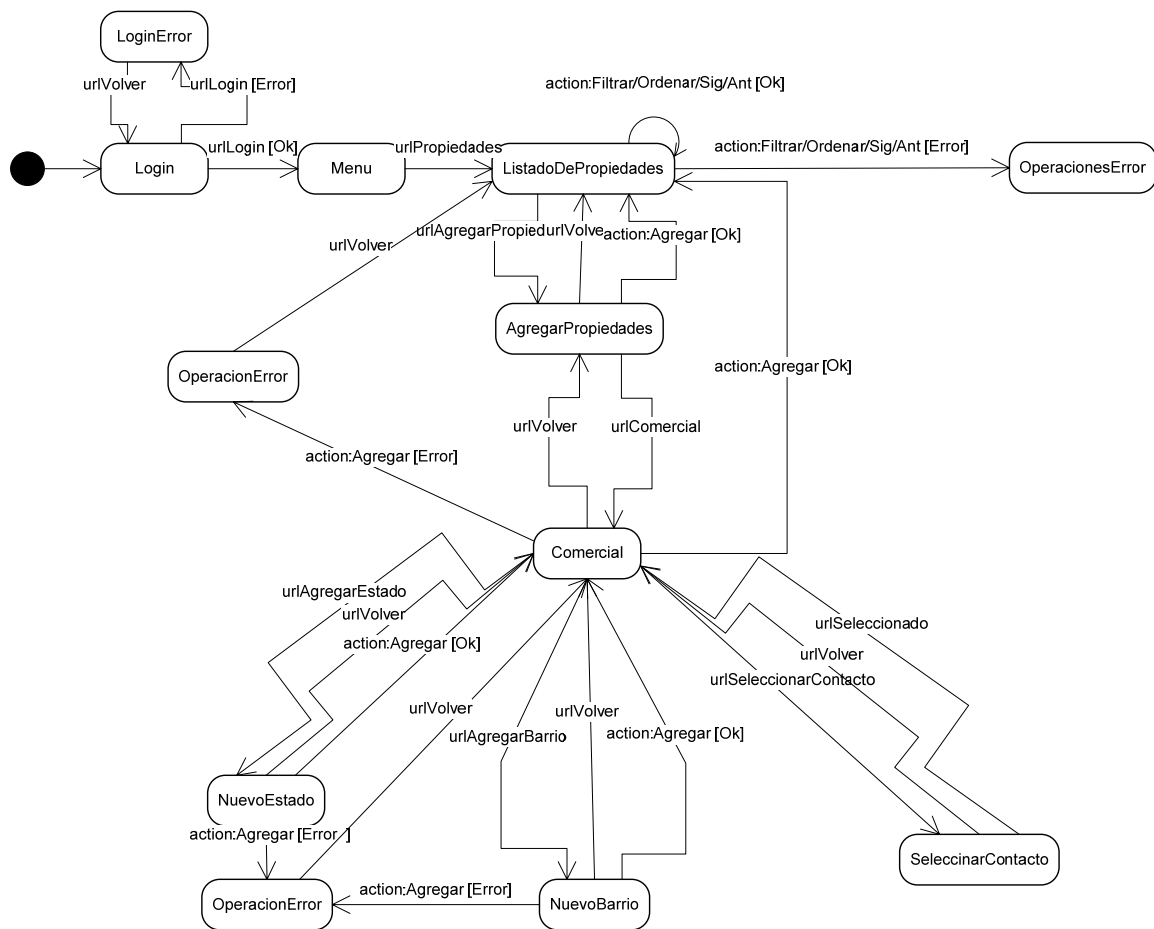 LoginError
urlVolver
urlLogin [Error]
action:Filtrar/Ordenar/Sig/Ant [Ok]
urlLogin [Ok]
urlPropiedades
action:Filtrar/Ordenar/Sig/Ant [Error]
Login
Menu
ListadoDePropiedades
OperacionesError
urlVolver
urlAgregarPropied
urlVolve
action:Agregar [Ok]
AgregarPropiedades
OperacionError
action:Agregar [Ok]
urlVolver
urlComercial
action:Agregar [Error]
Comercial
urlAgregarEstado
urlVolver
action:Agregar [Ok]
urlSeleccionado
urlVolver
urlSeleccionarContacto
urlVolver
urlAgregarBarrio
urlVolver
action:Agregar [Ok]
NuevoEstado
action:Agregar [Error ]
SeleccinarContacto
action:Agregar [Error]
OperacionError
NuevoBarrio